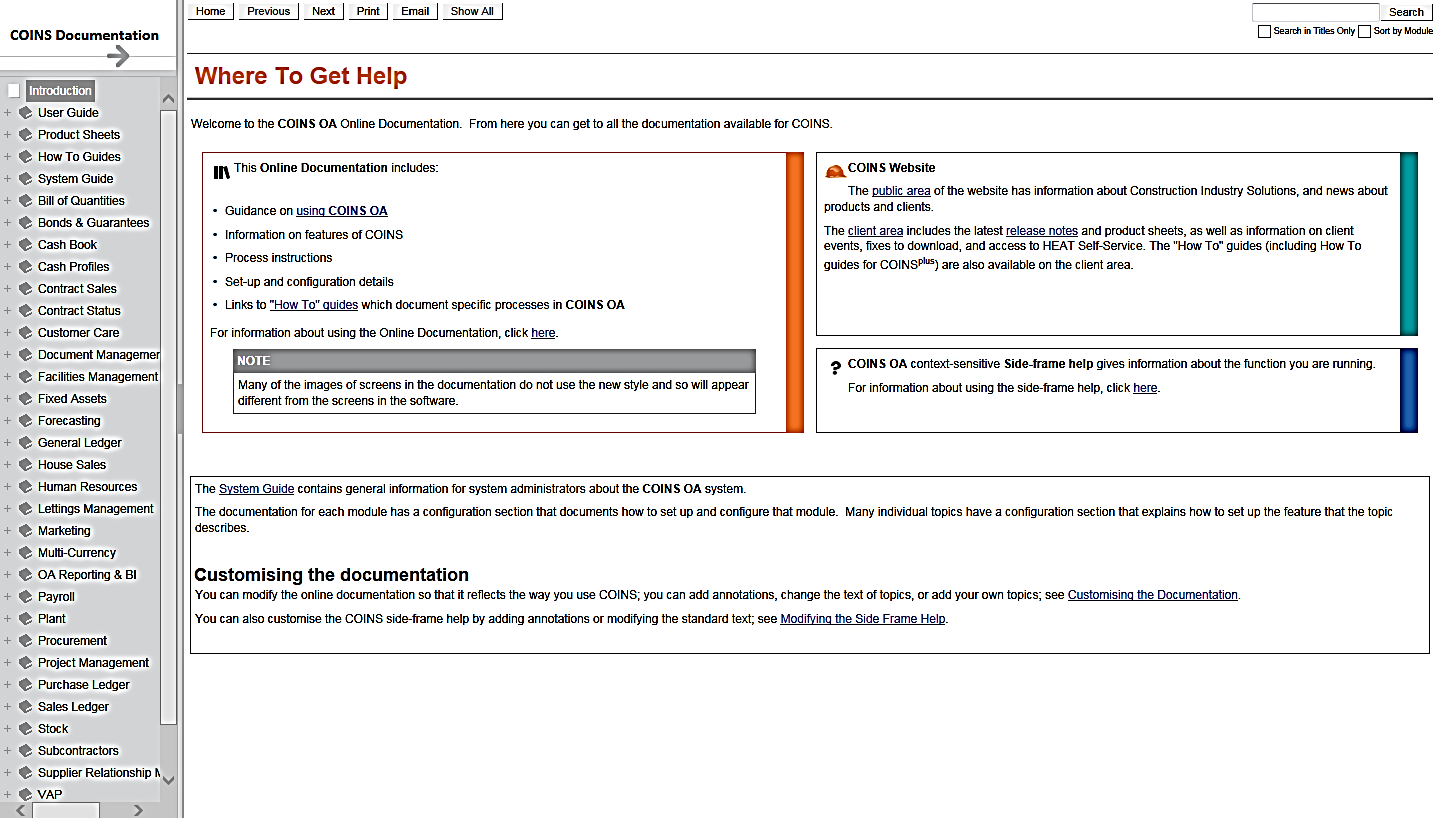 COINS Documentation
Introduction
User Guide
Product Sheets
How To Guides
System Guide
Bill of Quantities
Bonds & Guarantees
Cash Book
Cash Profiles
Contract Sales
Contract Status
Customer Care
Document Managemen
Facilities Management
Fixed Assets
Forecasting
General Ledger
House Sales
Human Resources
Lettings Management
Marketing
Multi-Currency
OA Reporting & BI
Payroll
Plant
Procurement
Project Management
Purchase Ledger
Sales Ledger
Stock
Subcontractors
Supplier Relationship M
VAP
Home Previous Next Print Email Show All
Search
Search in Titles Only Sort by Module
Where To Get Help
Welcome to the COINS OA Online Documentation. From here you can get to all the documentation available for COINS.
This Online Documentation includes:
• Guidance on using COINS OA
• Information on features of COINS
• Process instructions
• Set-up and configuration details
• Links to "How To" guides which document specific processes in COINS OA
For information about using the Online Documentation, click here.
NOTE
Many of the images of screens in the documentation do not use the new style and so will appear
different from the screens in the software.
COINS Website
The public area of the website has information about Construction Industry Solutions, and news about
products and clients.
The client area includes the latest release notes and product sheets, as well as information on client
events, fixes to download, and access to HEAT Self-Service. The "How To" guides (including How To
guides for COINSplus) are also available on the client area.
? COINS OA context-sensitive Side-frame help gives information about the function you are running.
For information about using the side-frame help, click here.
The System Guide contains general information for system administrators about the COINS OA system.
The documentation for each module has a configuration section that documents how to set up and configure that module. Many individual topics have a configuration section that explains how to set up the feature that the topic
describes.
Customising the documentation
You can modify the online documentation so that it reflects the way you use COINS; you can add annotations, change the text of topics, or add your own topics; see Customising the Documentation.
You can also customise the COINS side-frame help by adding annotations or modifying the standard text; see Modifying the Side Frame Help.